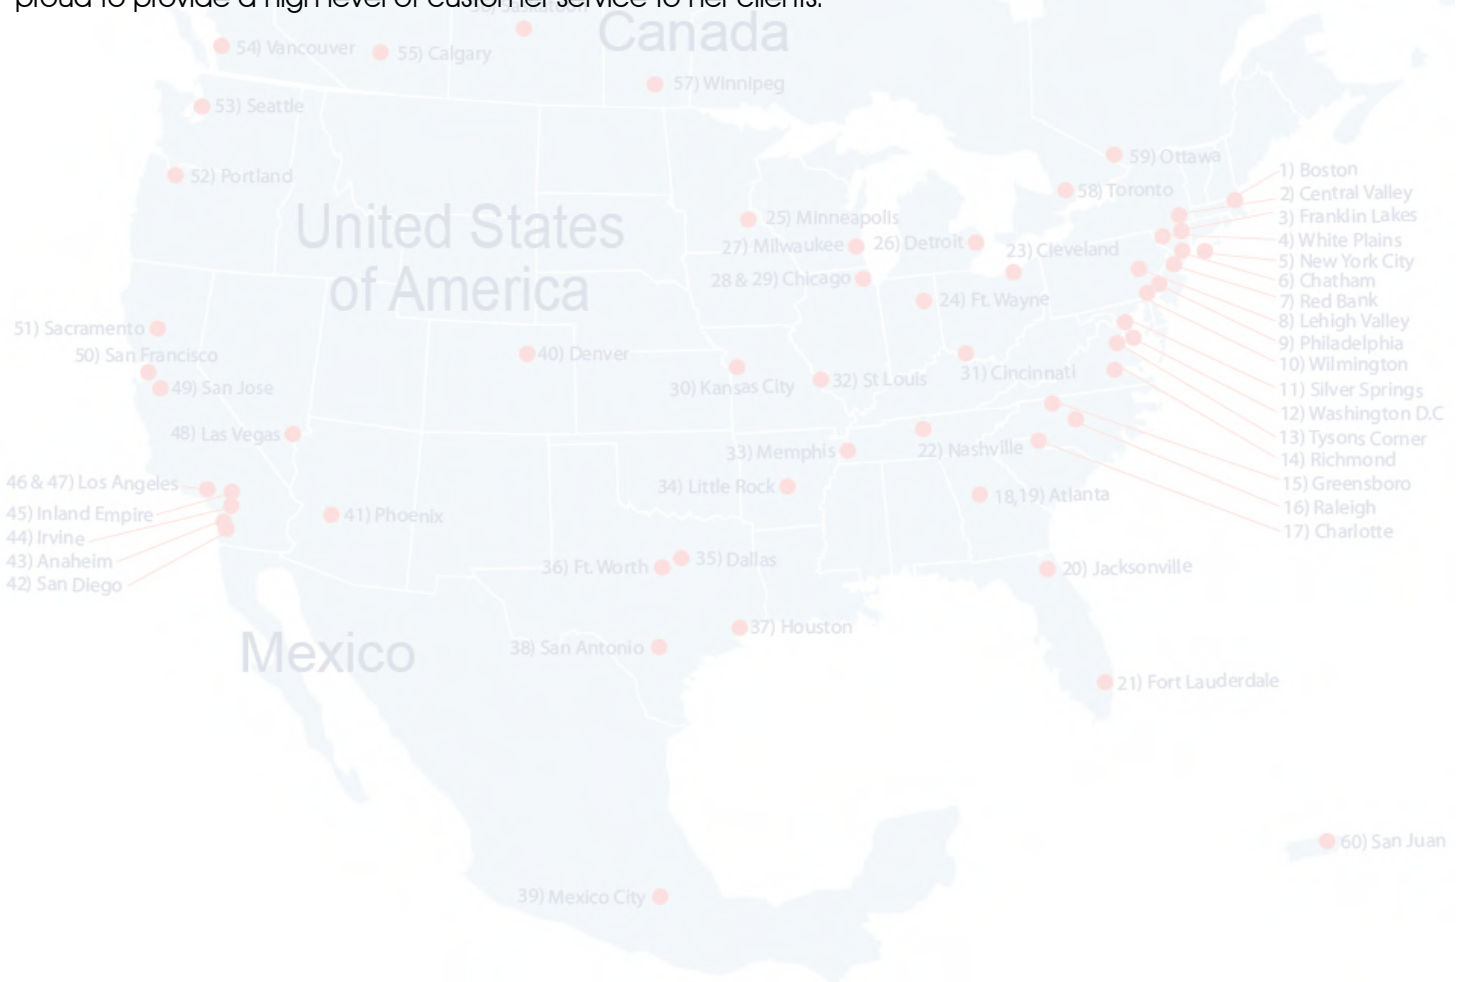 proud to provide a high level of customer service to her clients.
Canada
54) Vancouver
55) Calgary
57) Winnipeg
53) Seattle
59) Ottawa
52) Portland
58) Toronto
1) Boston
2) Central Valley
3) Franklin Lakes
4) White Plains
5) New York City
6) Chatham
7) Red Bank
8) Lehigh Valley
9) Philadelphia
10) Wilmington
11) Silver Springs
12) Washington D.C
13) Tysons Corner
14) Richmond
15) Greensboro
16) Raleigh
17) Charlotte
United States
of America
25) Minneapolis
27) Milwaukee
26) Detroit
23) Cleveland
28 & 29) Chicago
24) Ft. Wayne
51) Sacramento
50) San Francisco
49) San Jose
40) Denver
30) Kansas City
32) St Louis
31) Cincinnati
48) Las Vegas
33) Memphis
22) Nashville
46 & 47) Los Angeles
45) Inland Empire
44) Irvine
43) Anaheim
42) San Diego
41) Phoenix
34) Little Rock
18,19) Atlanta
36) Ft. Worth
35) Dallas
20) Jacksonville
Mexico
38) San Antonio
37) Houston
21) Fort Lauderdale
60) San Juan
39) Mexico City